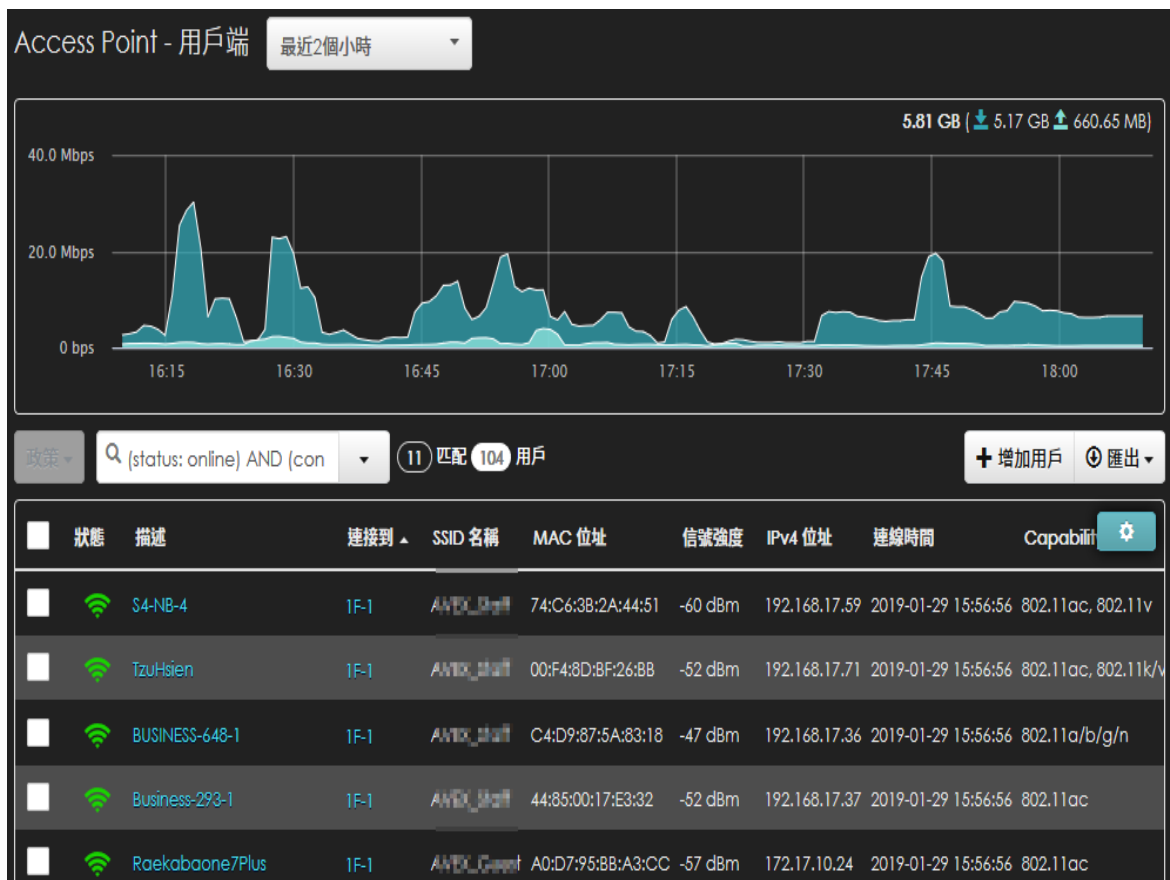 Access Point - 用戶端 最近2個小時
5.81 GB ( 5.17 GB 660.65 MB)
40.0 Mbps
20.0 Mbps
0 bps
16:15 16:30 16:45 17:00 17:15 17:30 17:45 18:00
政策 (status: online) AND (con 11 匹配 104 用戶 增加用戶 匯出
狀態 描述 連接到 SSID 名稱 MAC 位址 信號強度 IPv4 位址 連線時間 Capabilit
S4-NB-4 1F-1 74:C6:3B:2A:44:51 -60 dBm 192.168.17.59 2019-01-29 15:56:56 802.11ac, 802.11v
TzuHsien 1F-1 00:F4:8D:BF:26:BB -52 dBm 192.168.17.71 2019-01-29 15:56:56 802.11ac, 802.11k/v
BUSINESS-648-1 1F-1 C4:D9:87:5A:83:18 -47 dBm 192.168.17.36 2019-01-29 15:56:56 802.11a/b/g/n
Business-293-1 1F-1 44:85:00:17:E3:32 -52 dBm 192.168.17.37 2019-01-29 15:56:56 802.11ac
Raekabaone7Plus 1F-1 A0:D7:95:BB:A3:CC -57 dBm 172.17.10.24 2019-01-29 15:56:56 802.11ac